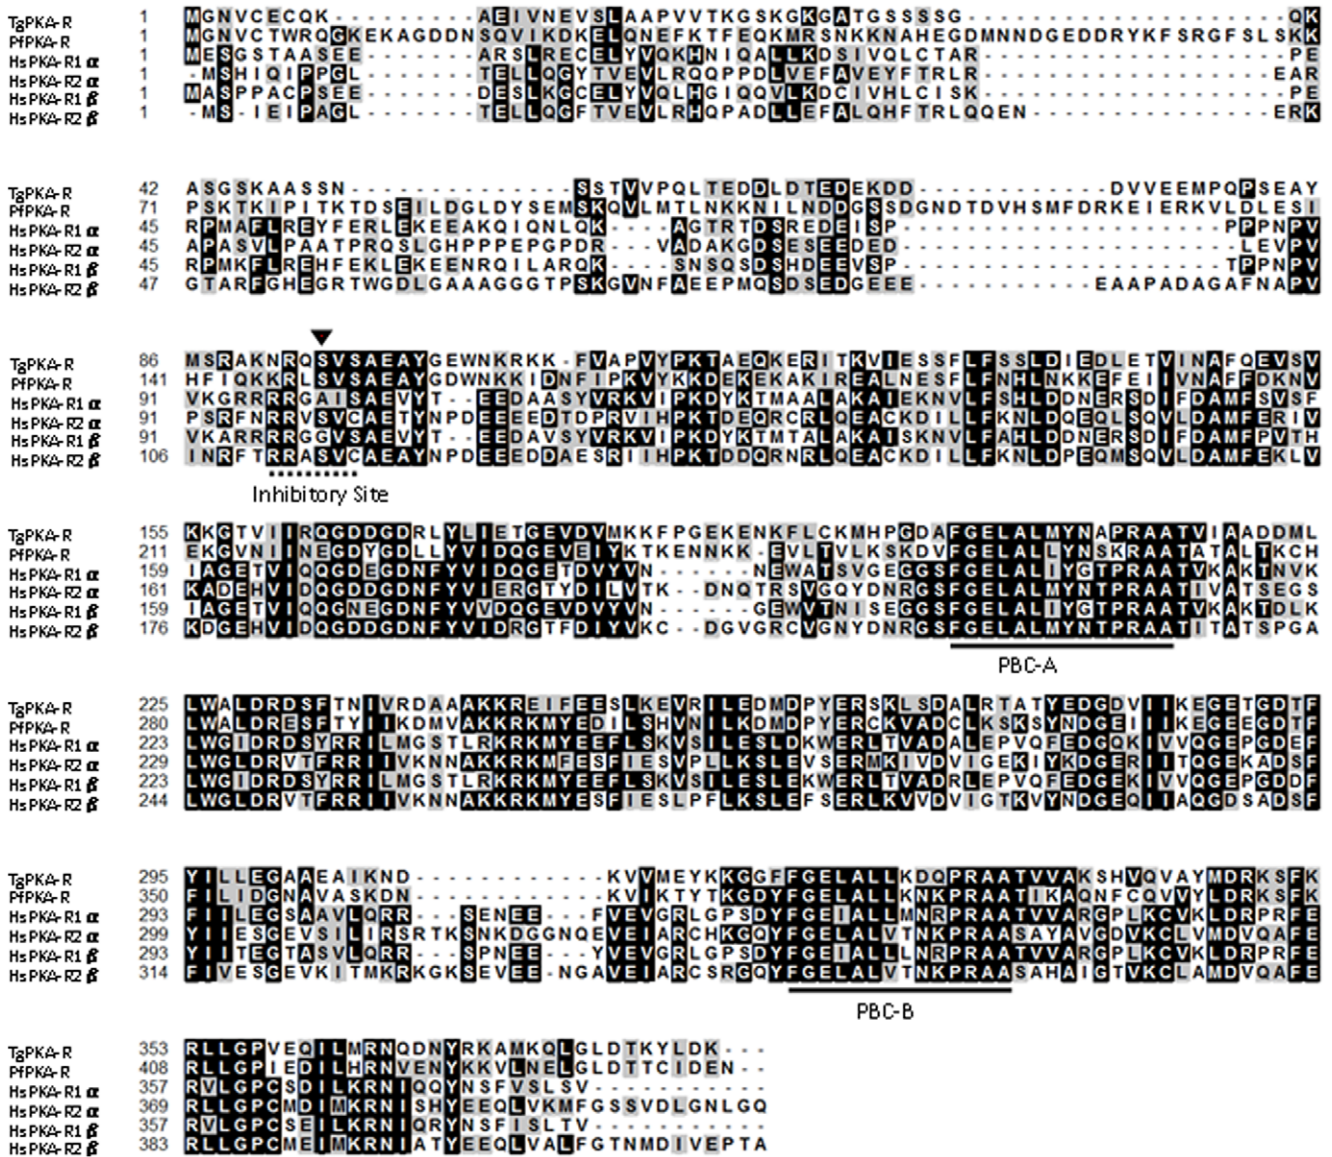 TgPKA-R 1 MGNVCECQK---------AEIVNEVSLAAPVVTKGSKGKGATGSSSSG--------------------QK
PfPKA-R 1 MGNVCTWRQGKEKAGDDNSQVIKDKELQNEFKTFEQKMRSNKKNAHEGDMNNDGEDDRYKFSRGFSLSKK
HsPKA-R1 α 1 MESGSTAASEE-------ARSLRECELYVQKHNIQALLKDSIVQLCTAR-------------------PE
HsPKA-R2 α 1 -MSHIQIPPGL-------TELLQGYTVEVLRQQPPDLVEFAVEYFTRLR------------------EAR
HsPKA-R1 β 1 MASPPACPSEE-------DESLKGCELYVQLHGIQQVLKDCIVHLCISK-------------------PE
HsPKA-R2 β 1 -MS-IEIPAGL-------TELLQGFTVEVLRHQPADLLEFALQHFTRLQQEN---------------ERK
TgPKA-R 42 ASGSKAASSN--------------SSTVVPQLTEDDLDTEDEKDD------------DVVEEMPQPSEAY
PfPKA-R 71 PSKTKIPITKTDSEEILDGLDYSEMSKQVLMTLNKKNILNDDGSSDGNDTDVHSMFDRKEIERKVLDLESI
HsPKA-R1 α 45 RPMAFLREYFERLEKEEAKQIQNLQK----AGTRTDSREDEISP--------------------PPPNPV
HsPKA-R2 α 45 APASVLPAATPRQSLGHPPPEPGPDR---VADAKGDSESEEDED---------------------LEVPV
HsPKA-R1 β 45 RPMKFLREHFEKLEKEENRQILARQK----SNSQSDSHDEEVSP--------------------TPPNPV
HsPKA-R2 β 47 GTARFGHEGRTWGDLGAAAGGGTPSKGVNFAEEPMQSDSEDGEEE-----------EAAPADAGAFNAPV
TgPKA-R 86 MSRAKNRQSVSAEAYGEWNKRKK-FVAPVYPKTAEQKERITKVIESSFLFSSLDIEDLETVINAFQEVSV
PfPKA-R 141 HFIQKKRLSVSAEAYGDWNKKIDNFIPKVYKKDEKEKAKIREALNESFLFNHLNKKEFEIIVNAFFDKNV
HsPKA-R1 α 91 VKGRRRRGAISAEVYT--EEDAASYVRKVIPKDYKTMAALAKAIEKNVLFSHLDDNERSDIFDAMFSVSF
HsPKA-R2 α 91 PSRFNRRVSVCAETYNPDEEEEDTDPRVIHPKTDEQRCRLQEACKDILLFKNLDQEQLSQVLDAMFERIV
HsPKA-R1 β 91 VKARRRRGGVSAEVYT--EEDAVSYVRKVIPKDYKTMTALAKAISKNVLFAHLDDNERSDIFDAMFPVTH
HsPKA-R2 β 106 INRFTRRASVCAEAYNPDEEEDDAESRIIHPKTDDQRNRLQEACKDILLFKNLDPEQMSQVLDAMFEKLV
Inhibitory Site
TgPKA-R 155 KKGTVIIRQGDDGDRLYLIETGEVDVMKKFPGEKENKFLCKMHPGDAFGELALMYNAPRAATVIAADDML
PfPKA-R 211 EKGVNIINEGDYGDLLYVIDQGEVEIYKTKENNKK-EVLTVLKSKDVFGELALLYNSKRAATATALTKCH
HsPKA-R1 α 159 IAGETVIQQGDEGDNFYVIDQGETDVYVN------NEWATSVGEGGSFGELALIYGTPRAATVKAKTNVK
HsPKA-R2 α 161 KADEHVIDQGDDGDNFYVIERGTYDILVTK--DNQTRSVGQYDNRGSFGELALMYNTPRAATIVATSEGS
HsPKA-R1 β 159 IAGETVIQQGNEGDNFYVVDQGEVDVYVN------GEWVTNISEGGSFGELALIYGTPRAATVKAKTDLK
HsPKA-R2 β 176 KDGEHVIDQGDDGDNFYVIDRGTFDIYVKC--DGVGRCVGNYDNRGSFGELALMYNTPRAATITATSPGA
PBC-A
TgPKA-R 225 LWALDRDSFTNIVRDAAAKKREIFEESLKEVRILEDMDPYERSKLSDALRTATYEDGDVIIKEGETGDTF
PfPKA-R 280 LWALDRESFTYIIKDMVAKKRKMYEDILSHVNILKDMDPYERCKVADCLKSKSYNDGEIIIKEGEEGDTF
HsPKA-R1 α 223 LWGIDRDSYRRILMGSTLRKRKMYEEFLSKVSILESLDKWERLTVADALEPVQFEDGQKIVVQGEPGDEF
HsPKA-R2 α 229 LWGLDRVTFRRIIVKNNAKKRKMFESFIESVPLLKSLEVSERMKIVDVIGEKIYKDGERIITQGEKADSF
HsPKA-R1 β 223 LWGIDRDSYRRILMGSTLRKRKMYEEFLSKVSILESLEKWERLTVADRLEPVQFEDGEKIVVQGEPGDDF
HsPKA-R2 β 244 LWGLDRVTFRRIIVKNNAKKRKMYESFIESLPFLKSLEFSERLKVVDVIGTKVYNDGEQIIAQGDSADSF
TgPKA-R 295 YILLEGAAEAIKND------------KVVMEYKKGGFFGELALLKDQPRAATVVAKSHVQVAYMDRKSFK
PfPKA-R 350 FILIDGNAVASKDN------------KVIKTYTKGDYFGELALLKNKPRAATIKAQNFCQVVYLDRKSFK
HsPKA-R1 α 293 FIILEGSAAVLQRR---SENEE---FVEVGRLGPSDYFGEIALLMNRPRAATVVARGPLKCVKLDRPRFE
HsPKA-R2 α 299 YIIESGEVSILIRSRTKSNKDGGNQEVEIARCHKGQYFGELALVTNKPRAASAYAVGDVKCLVMDVQAFE
HsPKA-R1 β 293 YIITEGTASVLQRR---SPNEE---YVEVGRLGPSDYFGEIALLLNRPRAATVVARGPLKCVKLDRPRFE
HsPKA-R2 β 314 FIVESGEVKITMKRKGKSEVEE-NGAVEIARCSRGQYFGELALVTNKPRAASAHAIGTVKCLAMDVQAFE
PBC-B
TgPKA-R 353 RLLGPVEQILMRNQDNYRKAMKQLGLDTKYLDK---
PfPKA-R 408 RLLGPIEDILHRNVENYKKVLNELGLDTTCIDEN--
HsPKA-R1 α 357 RVLGPCSDILKRNIQQYNSFVSLSV-----------
HsPKA-R2 α 369 RLLGPCMDIMKRNISHYEEQLVKMFGSSVDLGNLGQ
HsPKA-R1 β 357 RVLGPCSEILKRNIQRYNSFISLTV-----------
HsPKA-R2 β 383 RLLGPCMEIMKRNIATYEEQLVALFGTNMDIVEPTA